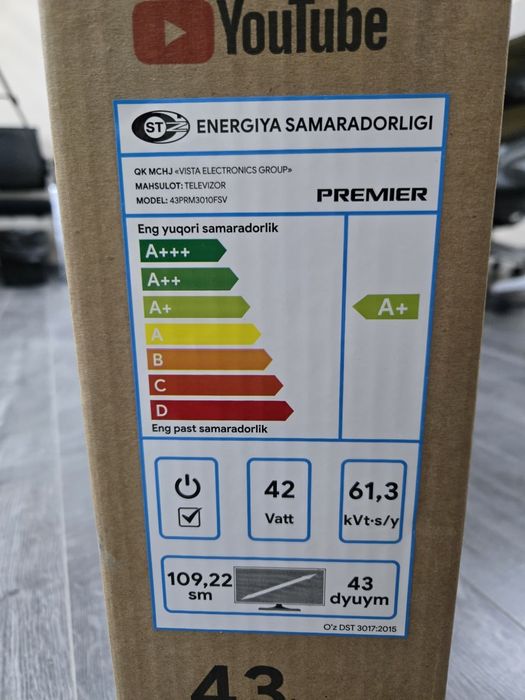 YouTube
ST ENERGIYA SAMARADORLIGI
QK MCHJ «VISTA ELECTRONICS GROUP»
MAHSULOT: TELEVIZOR
MODEL: 43PRM3010FSV
PREMIER
Eng yuqori samaradorlik
A+++
A++
A+
A+
A
B
C
D
Eng past samaradorlik
42
Vatt
61,3
kVt·s/y
109,22
sm
43
dyuym
O'z DST 3017:2015
43